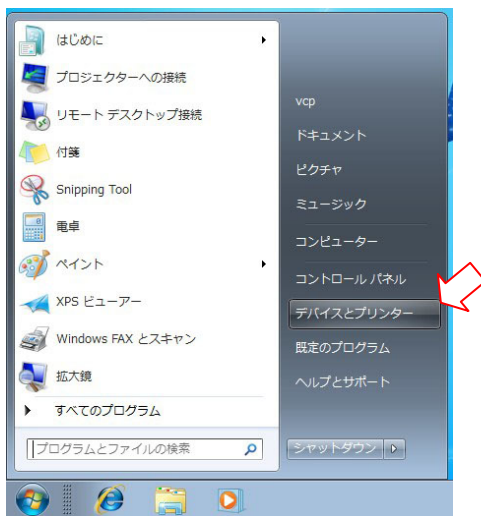 はじめに
プロジェクターへの接続
リモート デスクトップ接続
付箋
Snipping Tool
電卓
ペイント
XPS ビューアー
Windows FAX とスキャン
拡大鏡
すべてのプログラム
プログラムとファイルの検索
vcp
ドキュメント
ピクチャ
ミュージック
コンピューター
コントロール パネル
デバイスとプリンター
既定のプログラム
ヘルプとサポート
シャットダウン